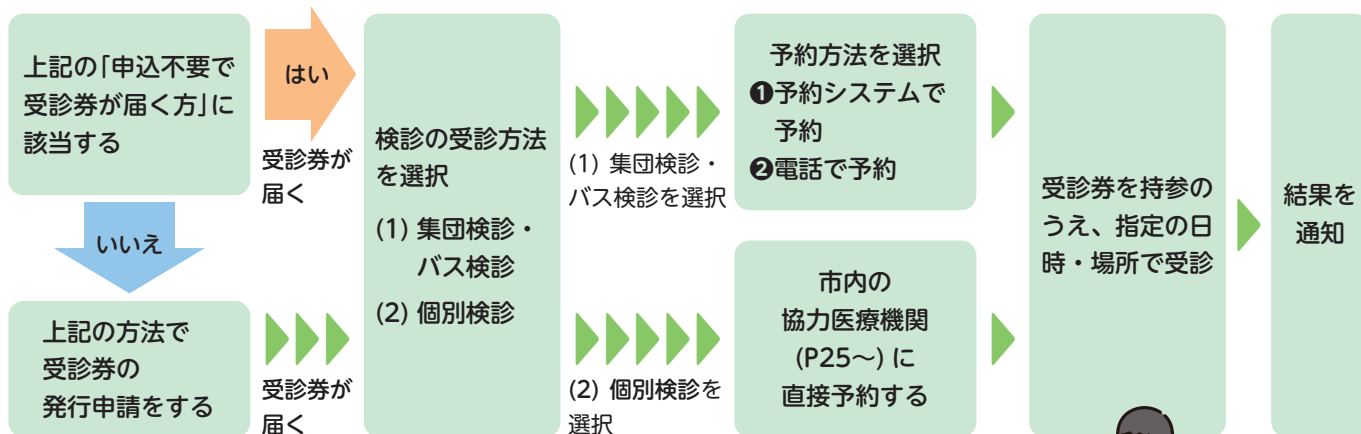 上記の「申込不要で
受診券が届く方」に
該当する
はい
受診券が
届く
いいえ
上記の方法で
受診券の
発行申請をする
受診券が
届く
検診の受診方法
を選択
(1) 集団検診・
バス検診
(2) 個別検診
(1) 集団検診・
バス検診を選択
予約方法を選択
❶予約システムで
予約
❷電話で予約
(2) 個別検診を
選択
市内の
協力医療機関
(P25～) に
直接予約する
受診券を持参の
うえ、指定の日
時・場所で受診
結果を
通知